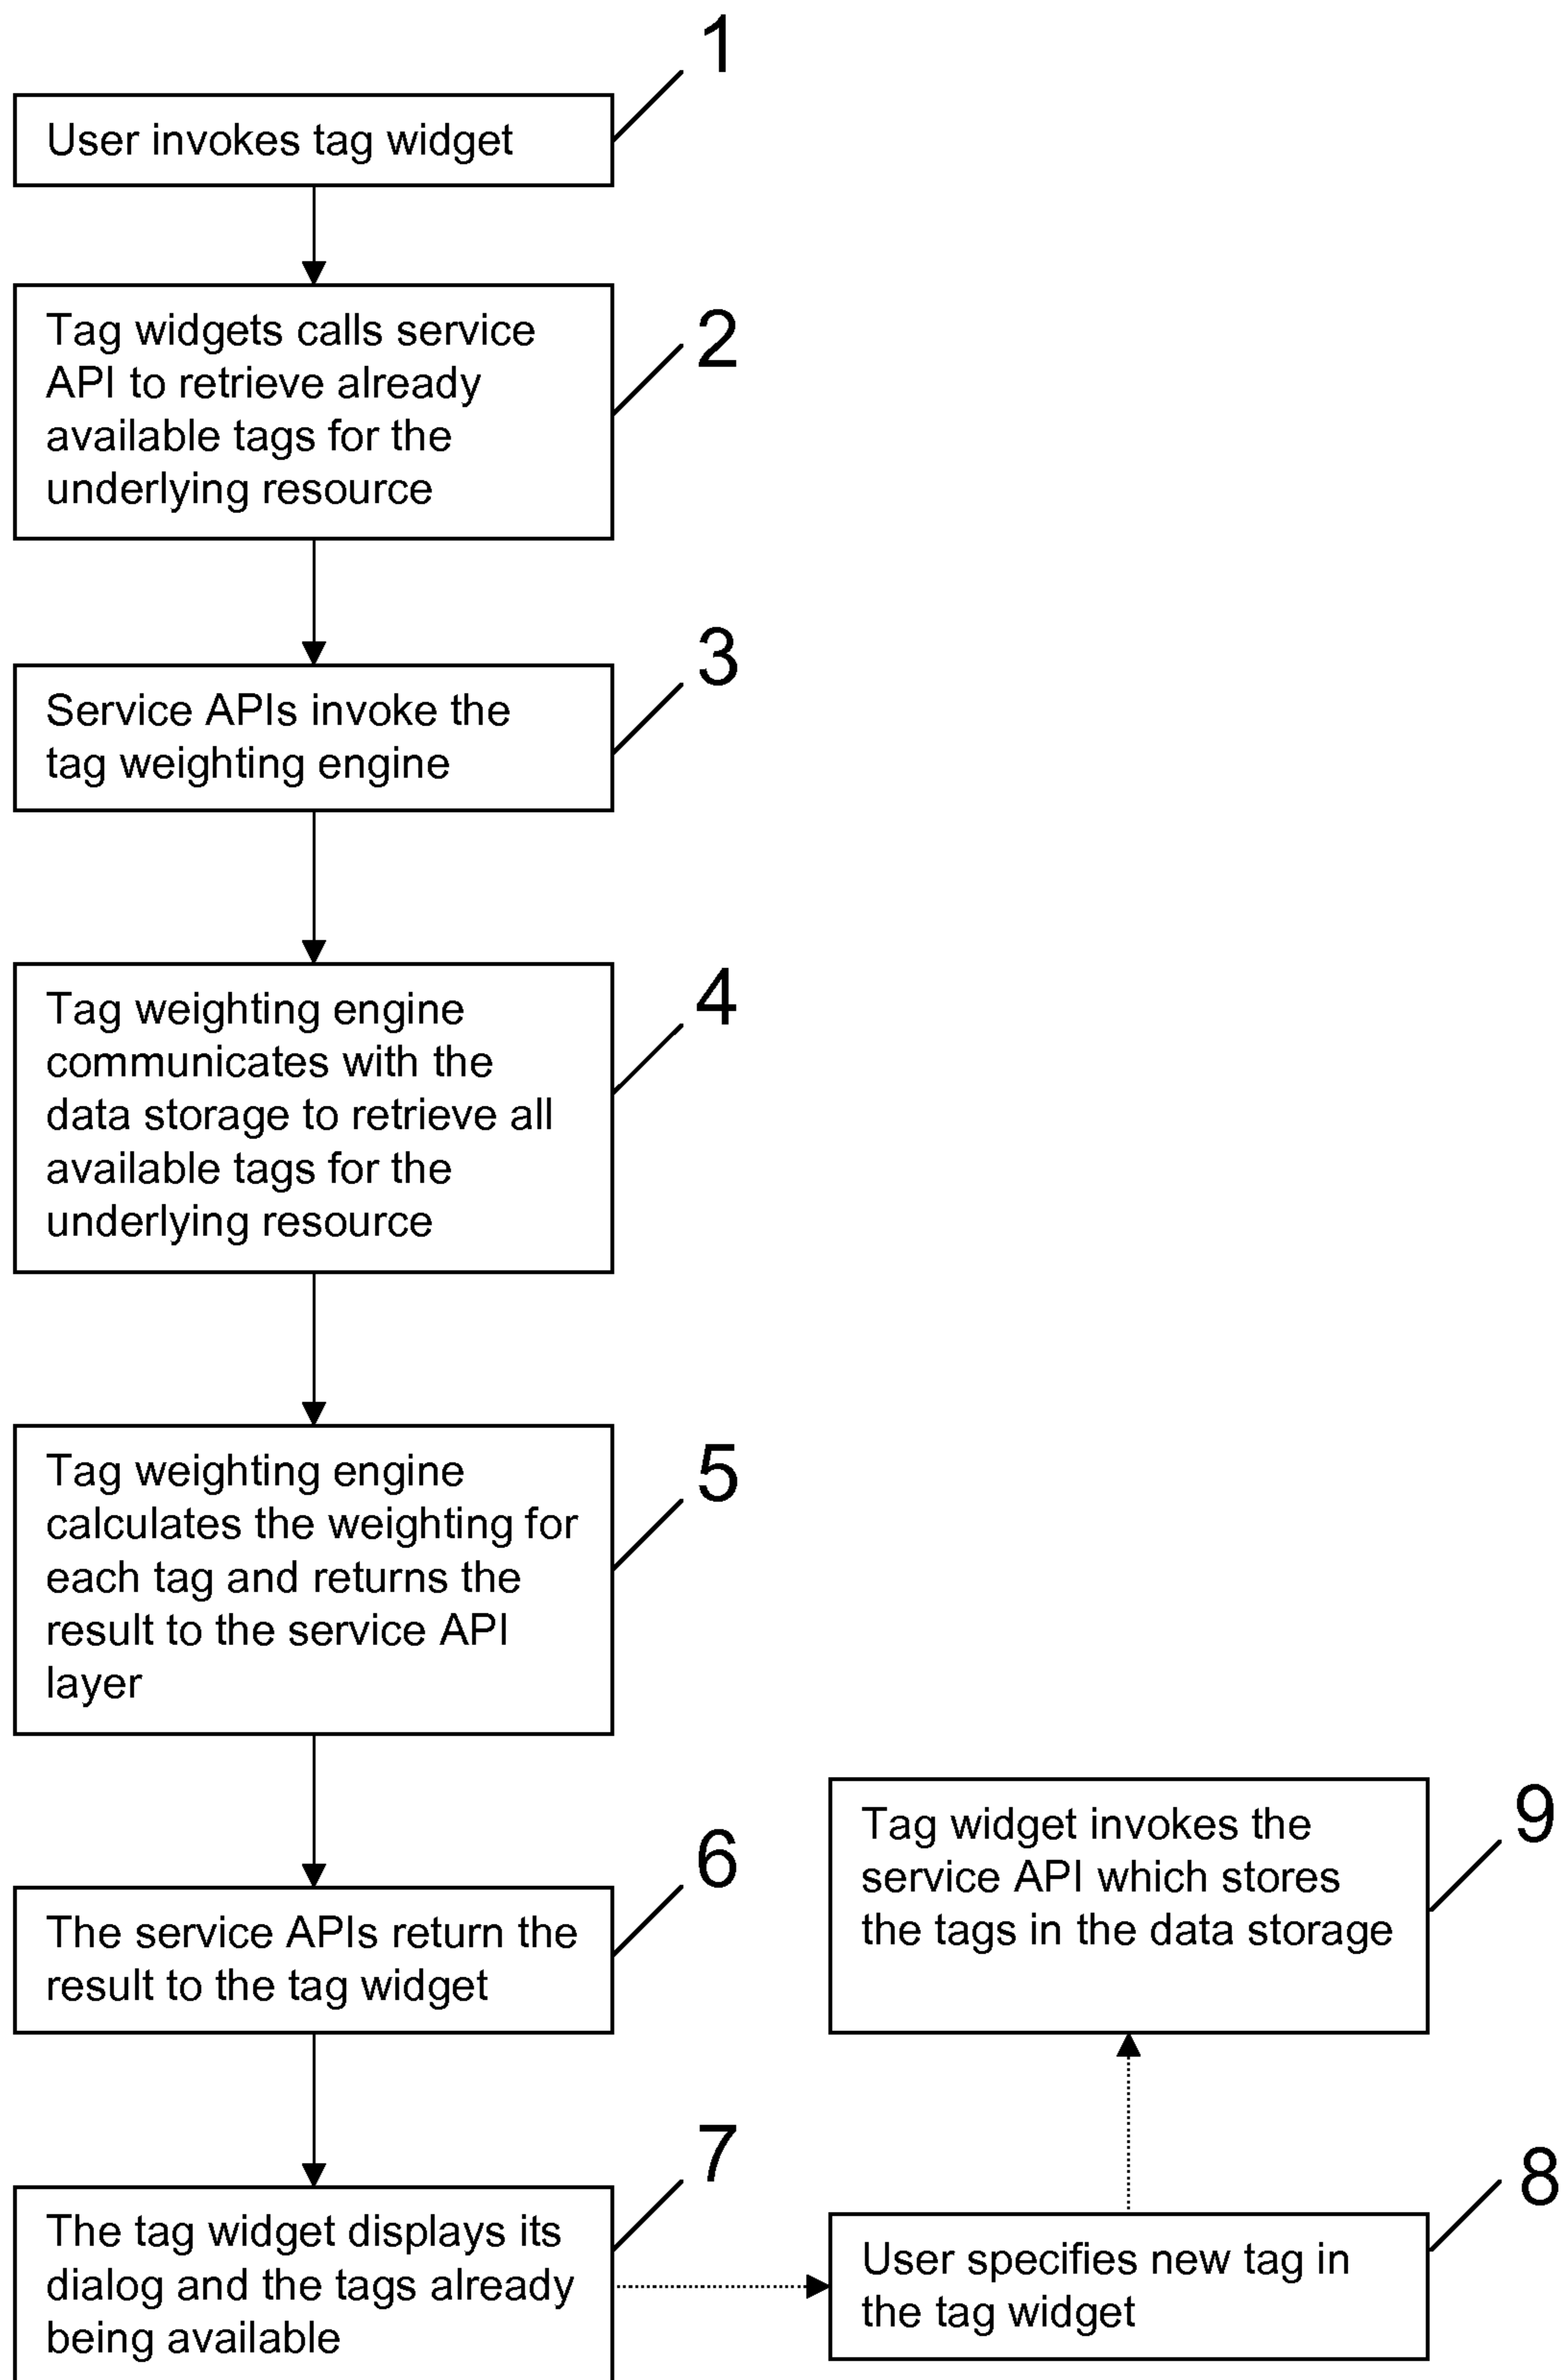 1
User invokes tag widget
2
Tag widgets calls service
API to retrieve already
available tags for the
underlying resource
3
Service APIs invoke the
tag weighting engine
4
Tag weighting engine
communicates with the
data storage to retrieve all
available tags for the
underlying resource
5
Tag weighting engine
calculates the weighting for
each tag and returns the
result to the service API
layer
6
The service APIs return the
result to the tag widget
7
The tag widget displays its
dialog and the tags already
being available
8
User specifies new tag in
the tag widget
9
Tag widget invokes the
service API which stores
the tags in the data storage